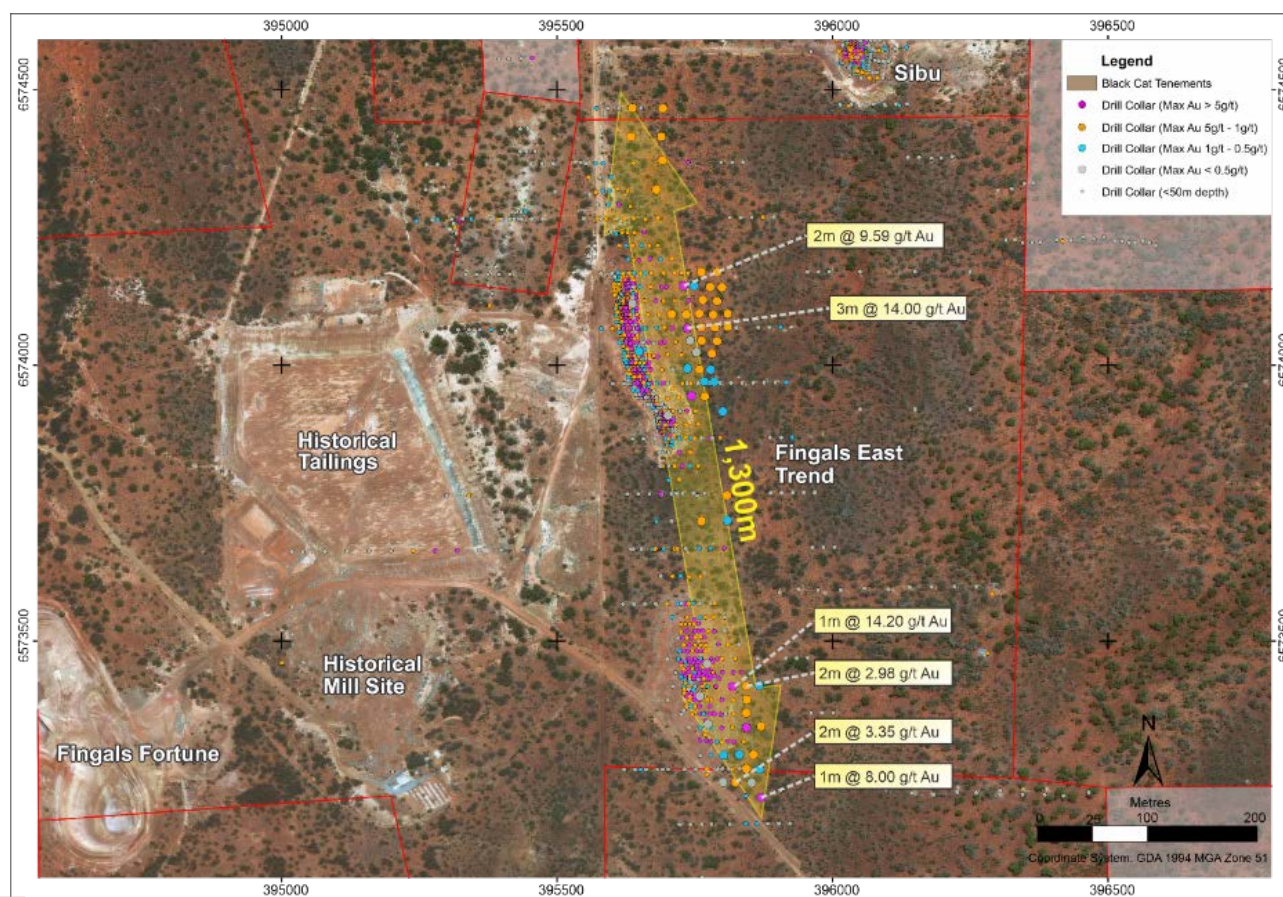 395000
395500
396000
396500
6574500
6574500
Legend
Black Cat Tenements
Drill Collar (Max Au > 5g/t)
Drill Collar (Max Au 5g/t - 1g/t)
Drill Collar (Max Au 1g/t - 0.5g/t)
Drill Collar (Max Au < 0.5g/t)
Drill Collar (<50m depth)
Sibu
2m @ 9.59 g/t Au
3m @ 14.00 g/t Au
6574000
6574000
Historical
Tailings
Fingals East
Trend
1,300m
6573500
6573500
1m @ 14.20 g/t Au
2m @ 2.98 g/t Au
2m @ 3.35 g/t Au
1m @ 8.00 g/t Au
Historical
Mill Site
Fingals Fortune
N
Metres
0 25 100 200
Coordinate System: GDA 1994 MGA Zone 51
395000
395500
396000
396500